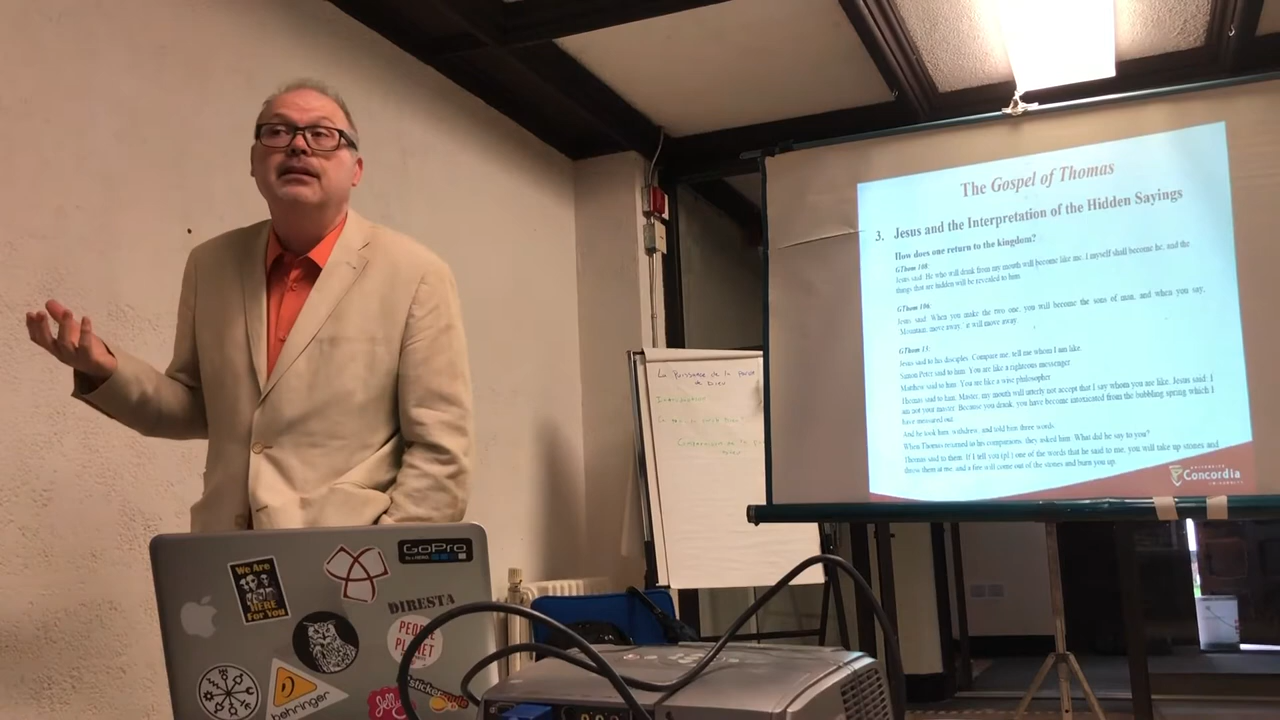 The Gospel of Thomas
3. Jesus and the Interpretation of the Hidden Sayings
How does one return to the kingdom?
GThom 108:
Jesus said: He who will drink from my mouth will become like me. I myself shall become he, and the
things that are hidden will be revealed to him.
GThom 106:
Jesus said: When you make the two one, you will become the sons of man, and when you say,
Mountain, move away, it will move away.
GThom 13:
Jesus said to his disciples: Compare me, tell me whom I am like.
Simon Peter said to him: You are like a righteous messenger.
Matthew said to him: You are like a wise philosopher.
Thomas said to him: Master, my mouth will utterly not accept that I say whom you are like. Jesus said: I
am not your master. Because you drank, you have become intoxicated from the bubbling spring which I
have measured out.
And he took him, withdrew, and told him three words.
When Thomas returned to his companions, they asked him: What did he say to you?
Thomas said to them: If I tell you (pl.) one of the words that he said to me, you will take up stones and
throw them at me, and a fire will come out of the stones and burn you up.
UNIVERSITÉ
Concordia
UNIVERSITY
La Puissance de la
de Dieu
GoPro
We Are
HERE
For You
DIRESTA
PEOPLE
PLANET
behringer
Jelly
stickermule